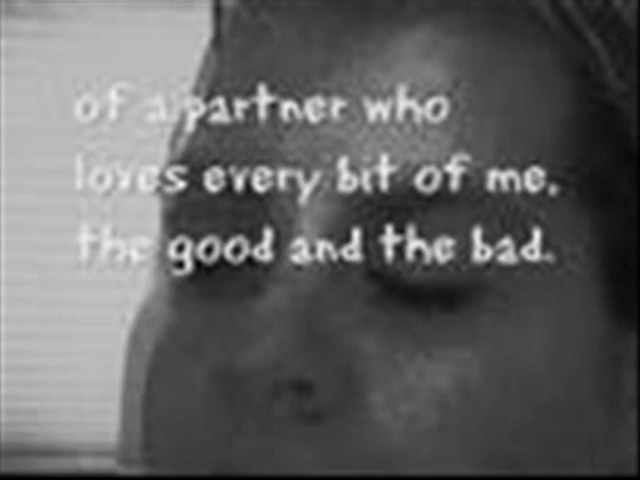 of a partner who
loves every bit of me,
the good and the bad.